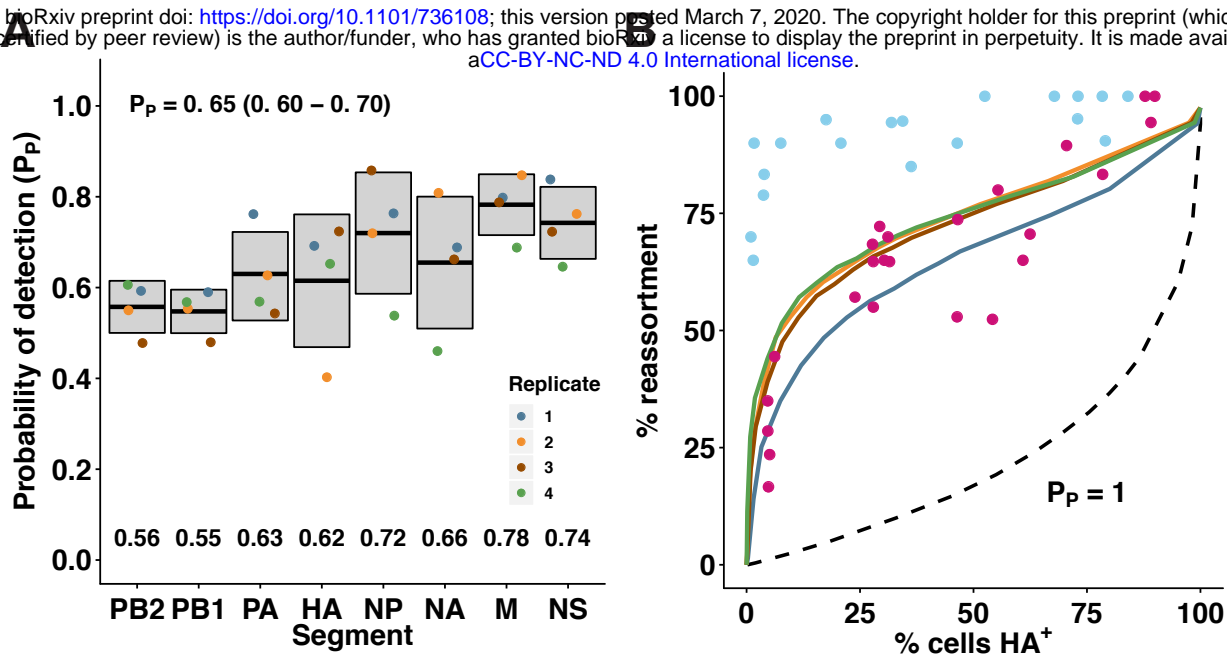 bioRxiv preprint doi: https://doi.org/10.1101/736108; this version posted March 7, 2020. The copyright holder for this preprint (whic
certified by peer review) is the author/funder, who has granted bioRxiv a license to display the preprint in perpetuity. It is made avai
aCC-BY-NC-ND 4.0 International license.
A
Probability of detection (PP)
1.0
0.8
0.6
0.4
0.2
0.0
PP = 0. 65 (0. 60 − 0. 70)
Replicate
1
2
3
4
0.56 0.55 0.63 0.62 0.72 0.66 0.78 0.74
PB2 PB1 PA HA NP NA M NS
Segment
B
% reassortment
100
75
50
25
0
PP = 1
0 25 50 75 100
% cells HA+